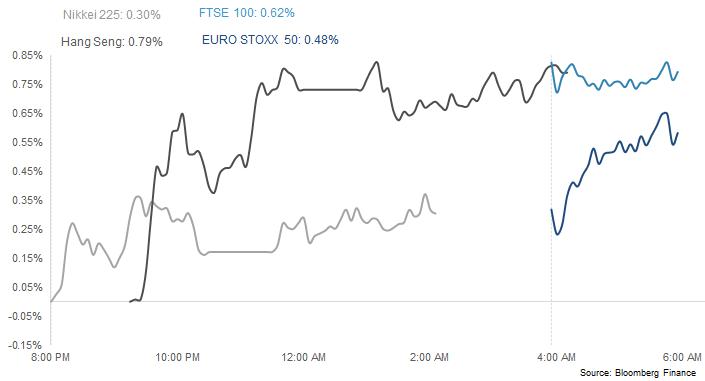 Nikkei 225: 0.30% FTSE 100: 0.62%
Hang Seng: 0.79% EURO STOXX 50: 0.48%
0.85%
0.75%
0.65%
0.55%
0.45%
0.35%
0.25%
0.15%
0.05%
-0.05%
-0.15%
8:00 PM 10:00 PM 12:00 AM 2:00 AM 4:00 AM 6:00 AM
Source: Bloomberg Finance